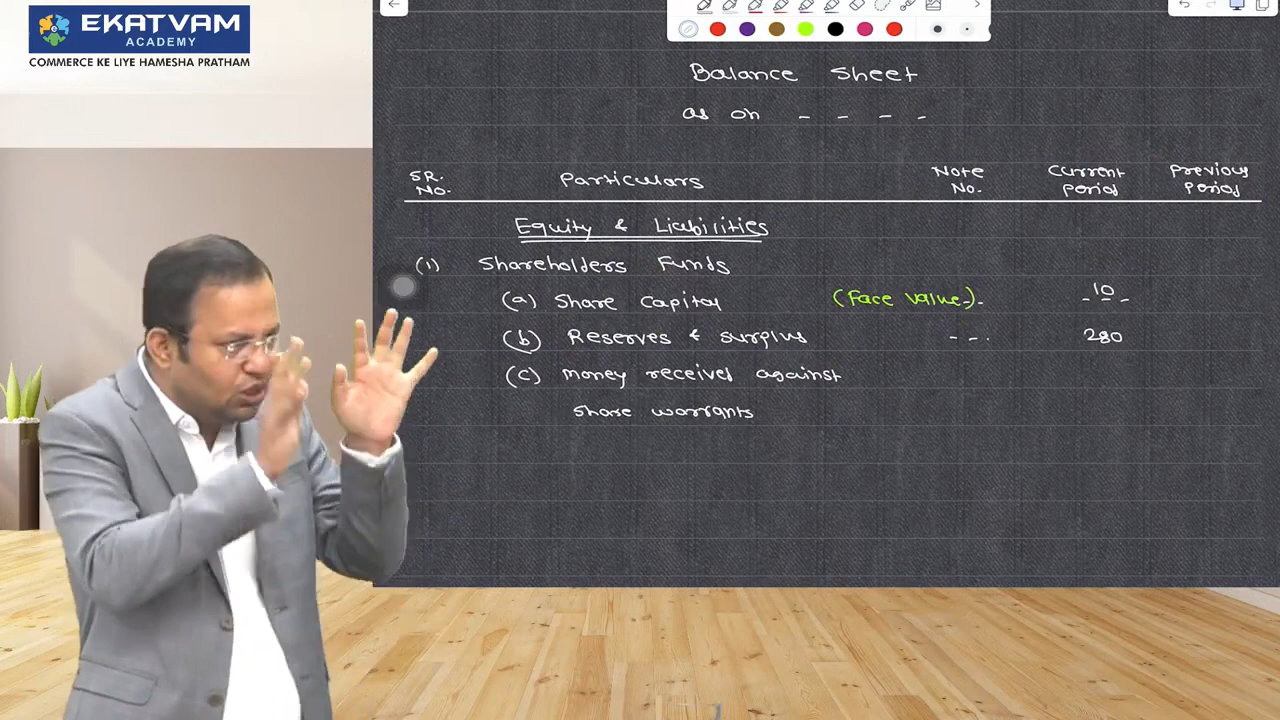 EKATVAM
ACADEMY
COMMERCE KE LIYE HAMESHA PRATHAM
Balance Sheet
as on - - - -
SR. No. Particulars Note No. Current period Previous period
Equity & Liabilities
(1) Shareholders Funds
(a) Share Capital (Face value) - - 10 -
(b) Reserves & surplus - - . 280
(c) money received against
share warrants